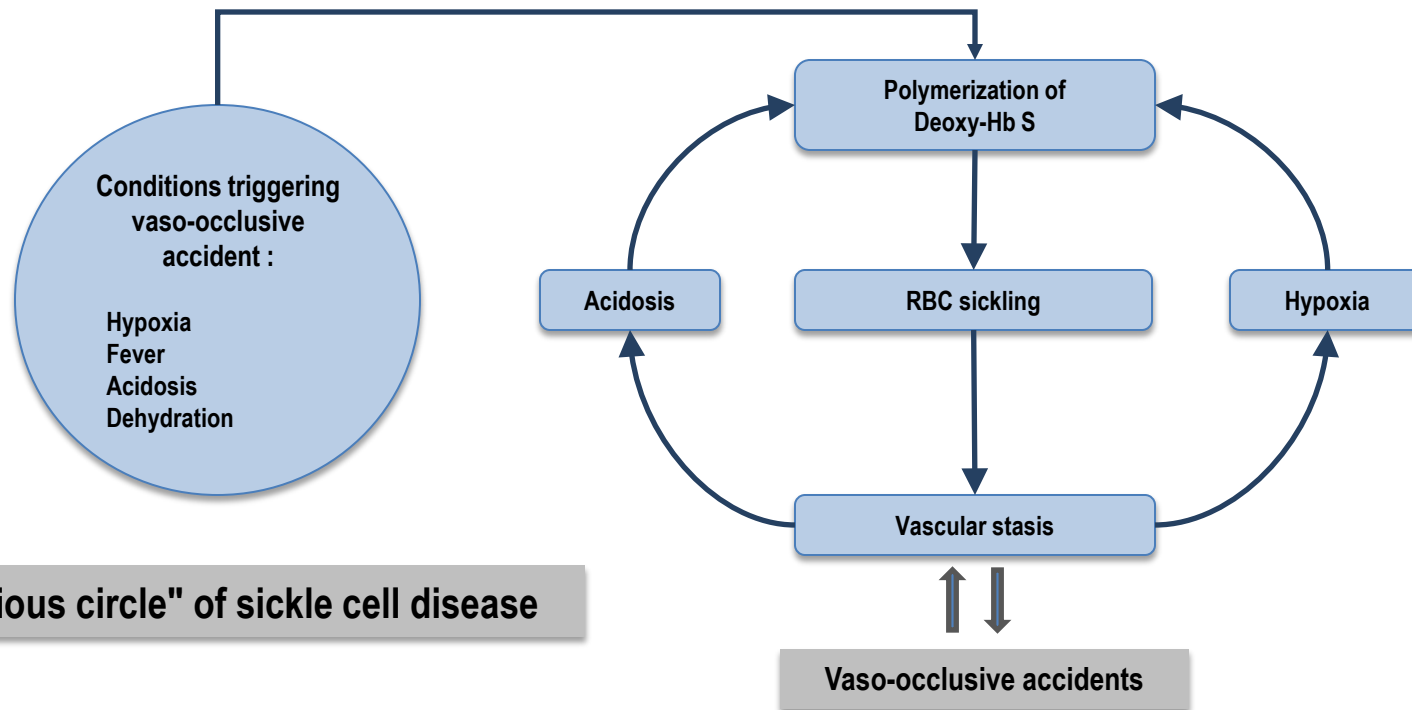 Polymerization of
Deoxy-Hb S
Conditions triggering
vaso-occlusive
accident :
Hypoxia
Fever
Acidosis
Dehydration
Acidosis
RBC sickling
Hypoxia
Vascular stasis
ious circle" of sickle cell disease
Vaso-occlusive accidents